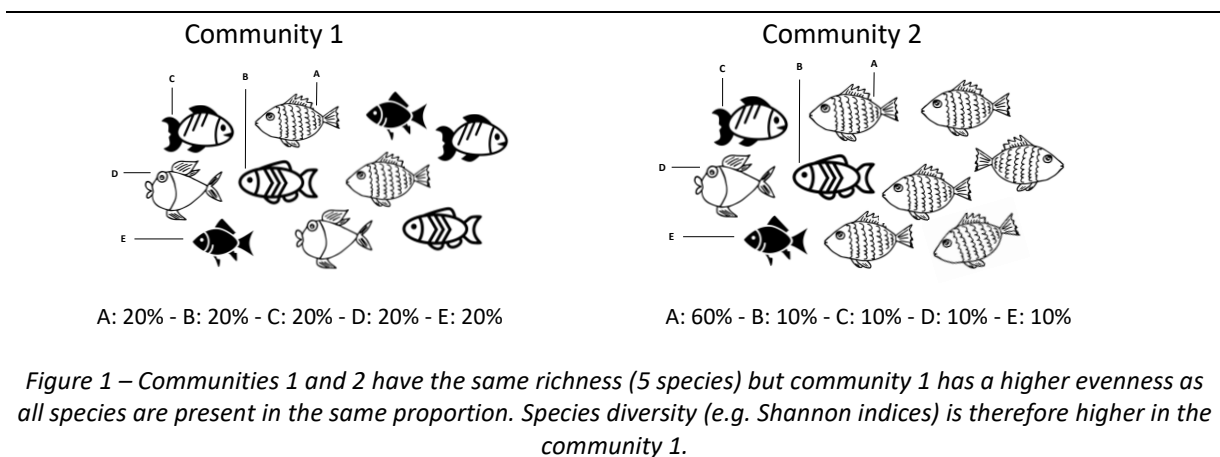 Community 1
Community 2
C
B
A
D
E
C
B
A
D
E
A: 20% - B: 20% - C: 20% - D: 20% - E: 20%
A: 60% - B: 10% - C: 10% - D: 10% - E: 10%
Figure 1 – Communities 1 and 2 have the same richness (5 species) but community 1 has a higher evenness as
all species are present in the same proportion. Species diversity (e.g. Shannon indices) is therefore higher in the
community 1.